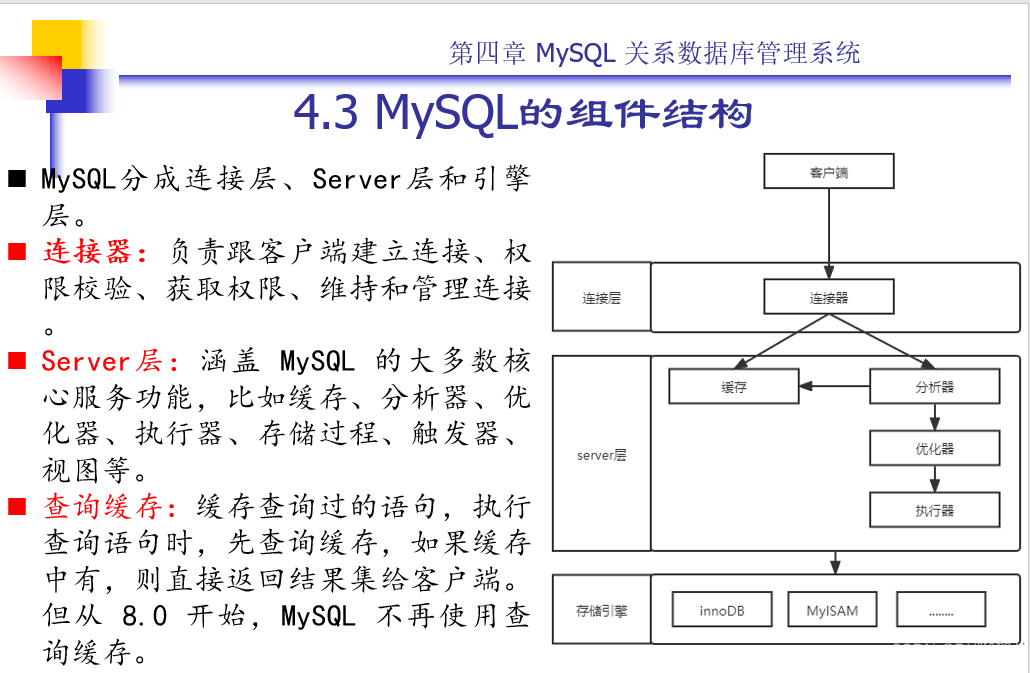 第四章 MySQL 关系数据库管理系统
4.3 MySQL的组件结构
MySQL分成连接层、Server层和引擎
层。
连接器：负责跟客户端建立连接、权
限校验、获取权限、维持和管理连接
。
Server层：涵盖 MySQL 的大多数核
心服务功能，比如缓存、分析器、优
化器、执行器、存储过程、触发器、
视图等。
查询缓存：缓存查询过的语句，执行
查询语句时，先查询缓存，如果缓存
中有，则直接返回结果集给客户端。
但从 8.0 开始，MySQL 不再使用查
询缓存。
客户端
连接层
连接器
缓存
分析器
优化器
server层
执行器
存储引擎
innoDB
MyISAM
........